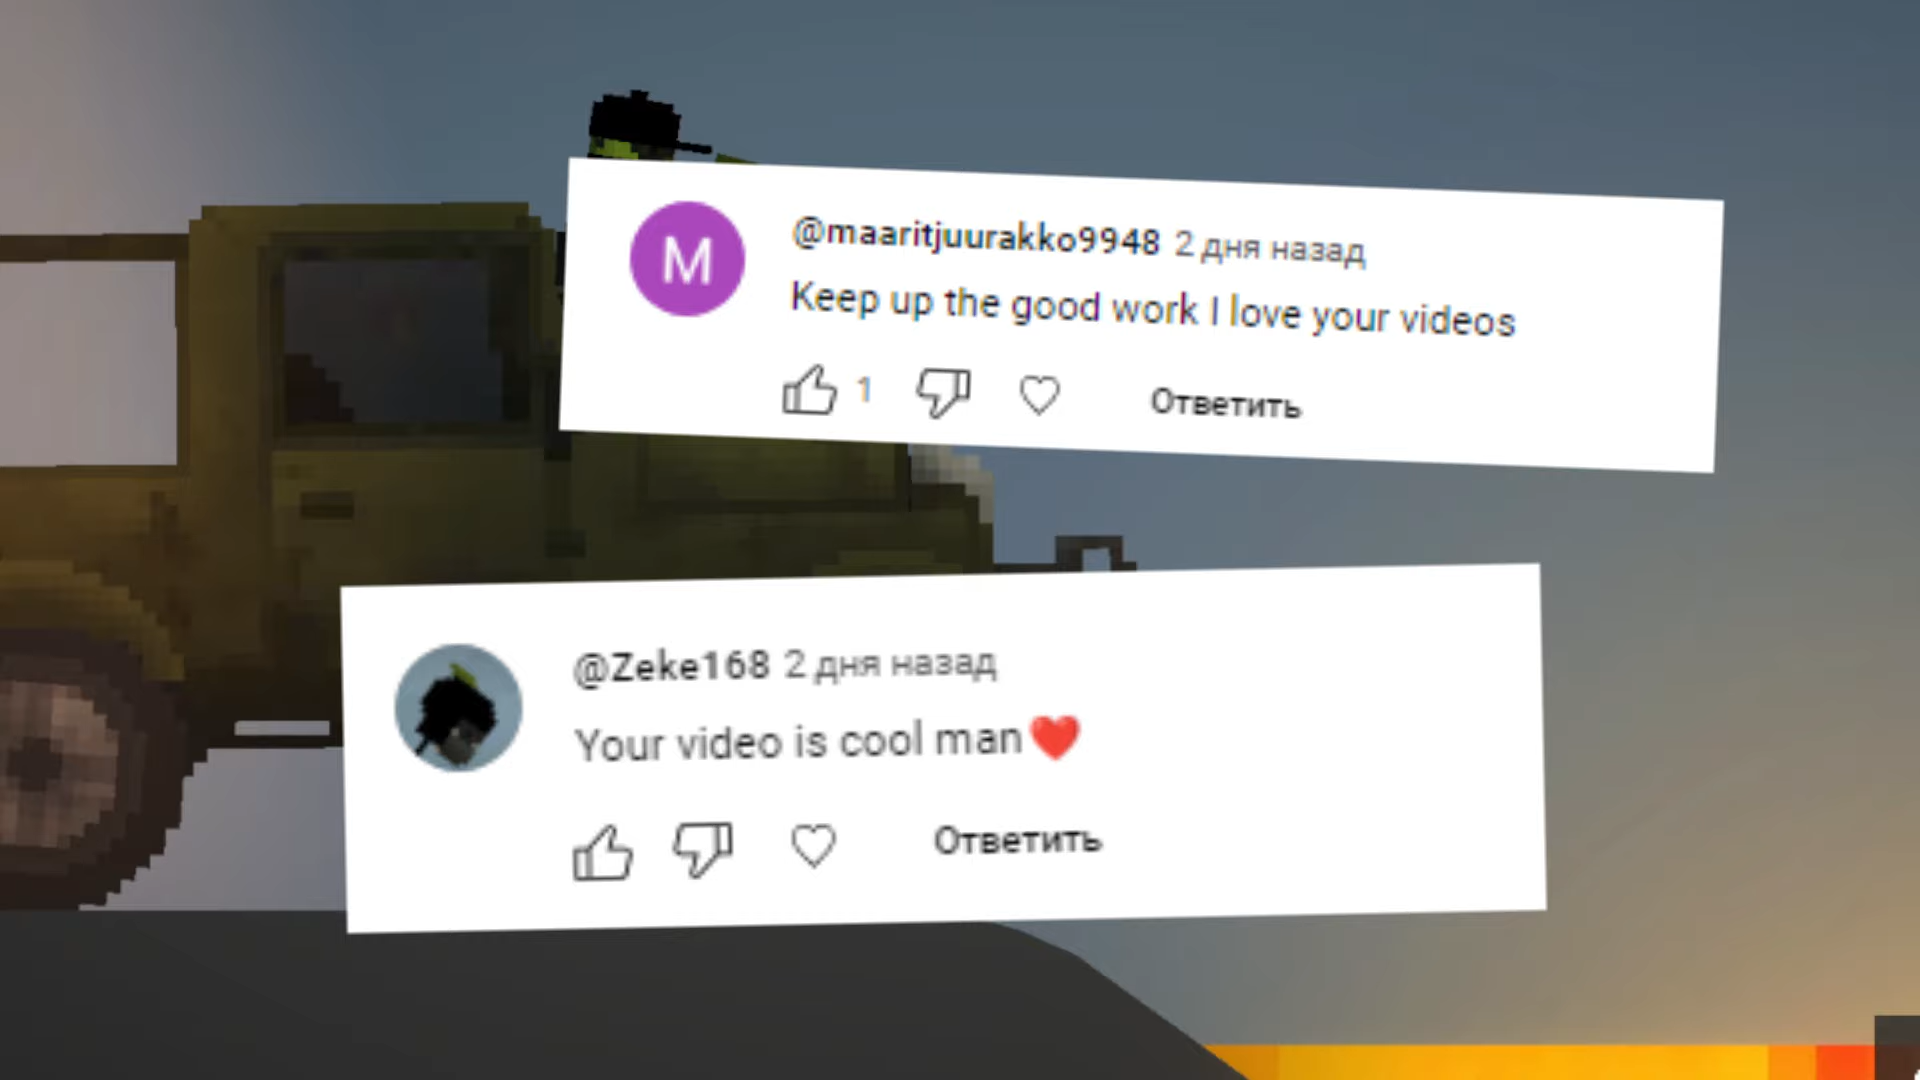 M
@maaritjuurakko9948 2 дня назад
Keep up the good work I love your videos
1
Ответить
@Zeke168 2 дня назад
Your video is cool man❤️
Ответить